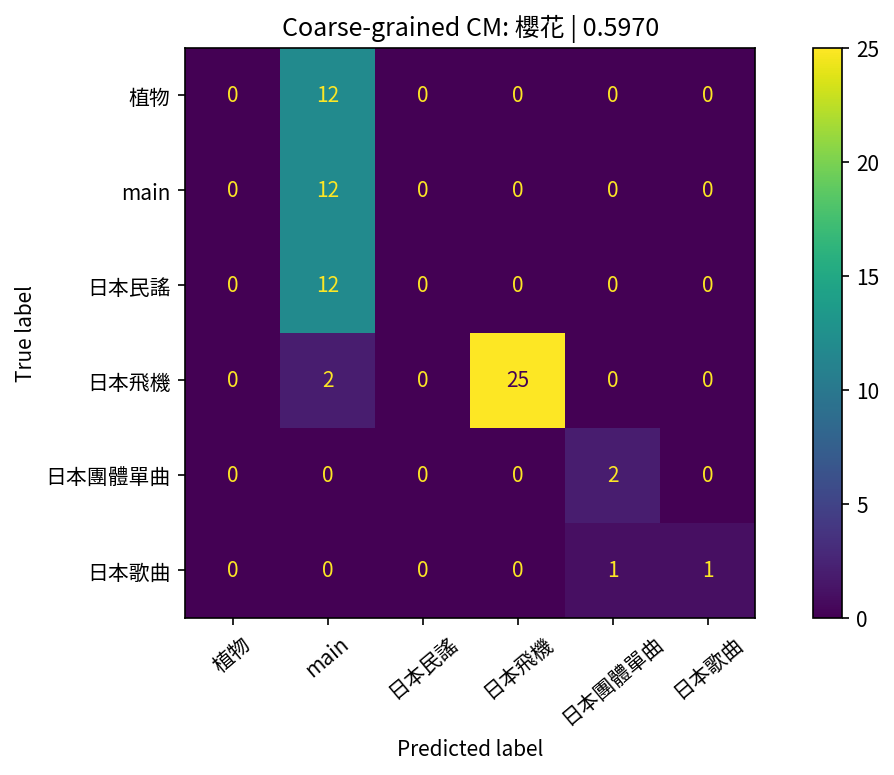 Coarse-grained CM: 櫻花 | 0.5970
植物 0 12 0 0 0 0
main 0 12 0 0 0 0
日本民謠 0 12 0 0 0 0
日本飛機 0 2 0 25 0 0
日本團體單曲 0 0 0 0 2 0
日本歌曲 0 0 0 0 1 1
植物 main 日本民謠 日本飛機 日本團體單曲 日本歌曲
Predicted label
True label
25
20
15
10
5
0